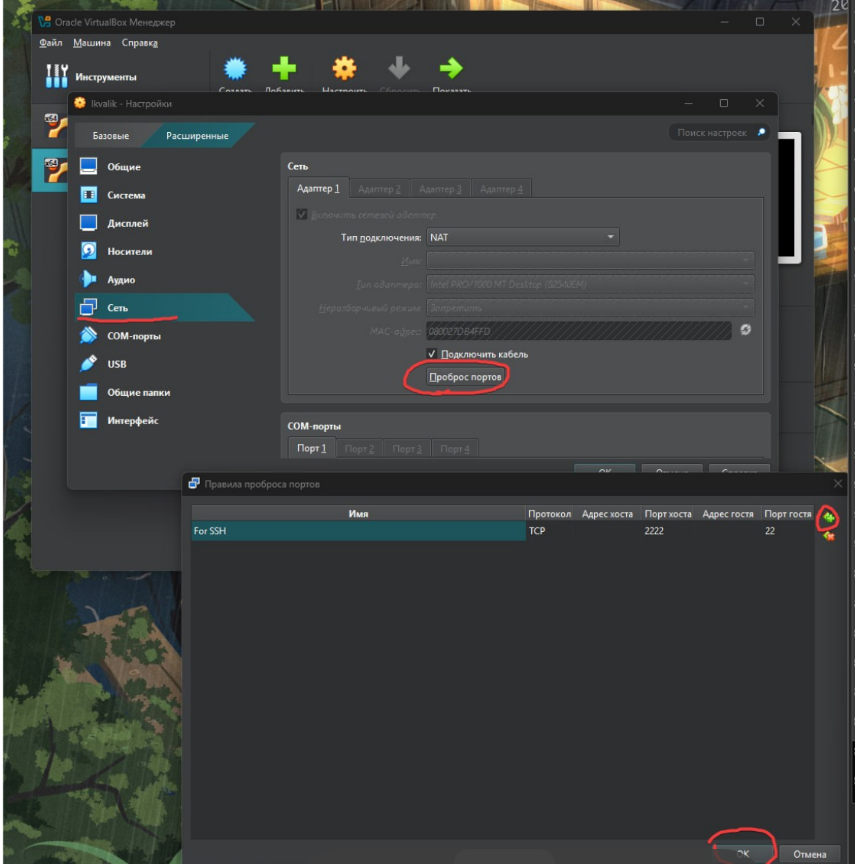 20
Oracle VirtualBox Менеджер
Файл Машина Справка
Инструменты
Создать Добавить Настроить Сбросить Показать
lkvalik - Настройки
Базовые Расширенные Поиск настроек
Общие
Система
Дисплей
Носители
Аудио
Сеть
COM-порты
USB
Общие папки
Интерфейс
Сеть
Адаптер 1 Адаптер 2 Адаптер 3 Адаптер 4
Включить сетевой адаптер
Тип подключения: NAT
Имя:
Тип адаптера: Intel PRO/1000 MT Desktop (82540EM)
Неразборчивый режим: Запретить
MAC-адрес: 080027DB4FFD
Подключить кабель
Проброс портов
COM-порты
Порт 1 Порт 2 Порт 3 Порт 4
OK Отмена Справка
Правила проброса портов
Имя Протокол Адрес хоста Порт хоста Адрес гостя Порт гостя
For SSH TCP 2222 22
OK Отмена